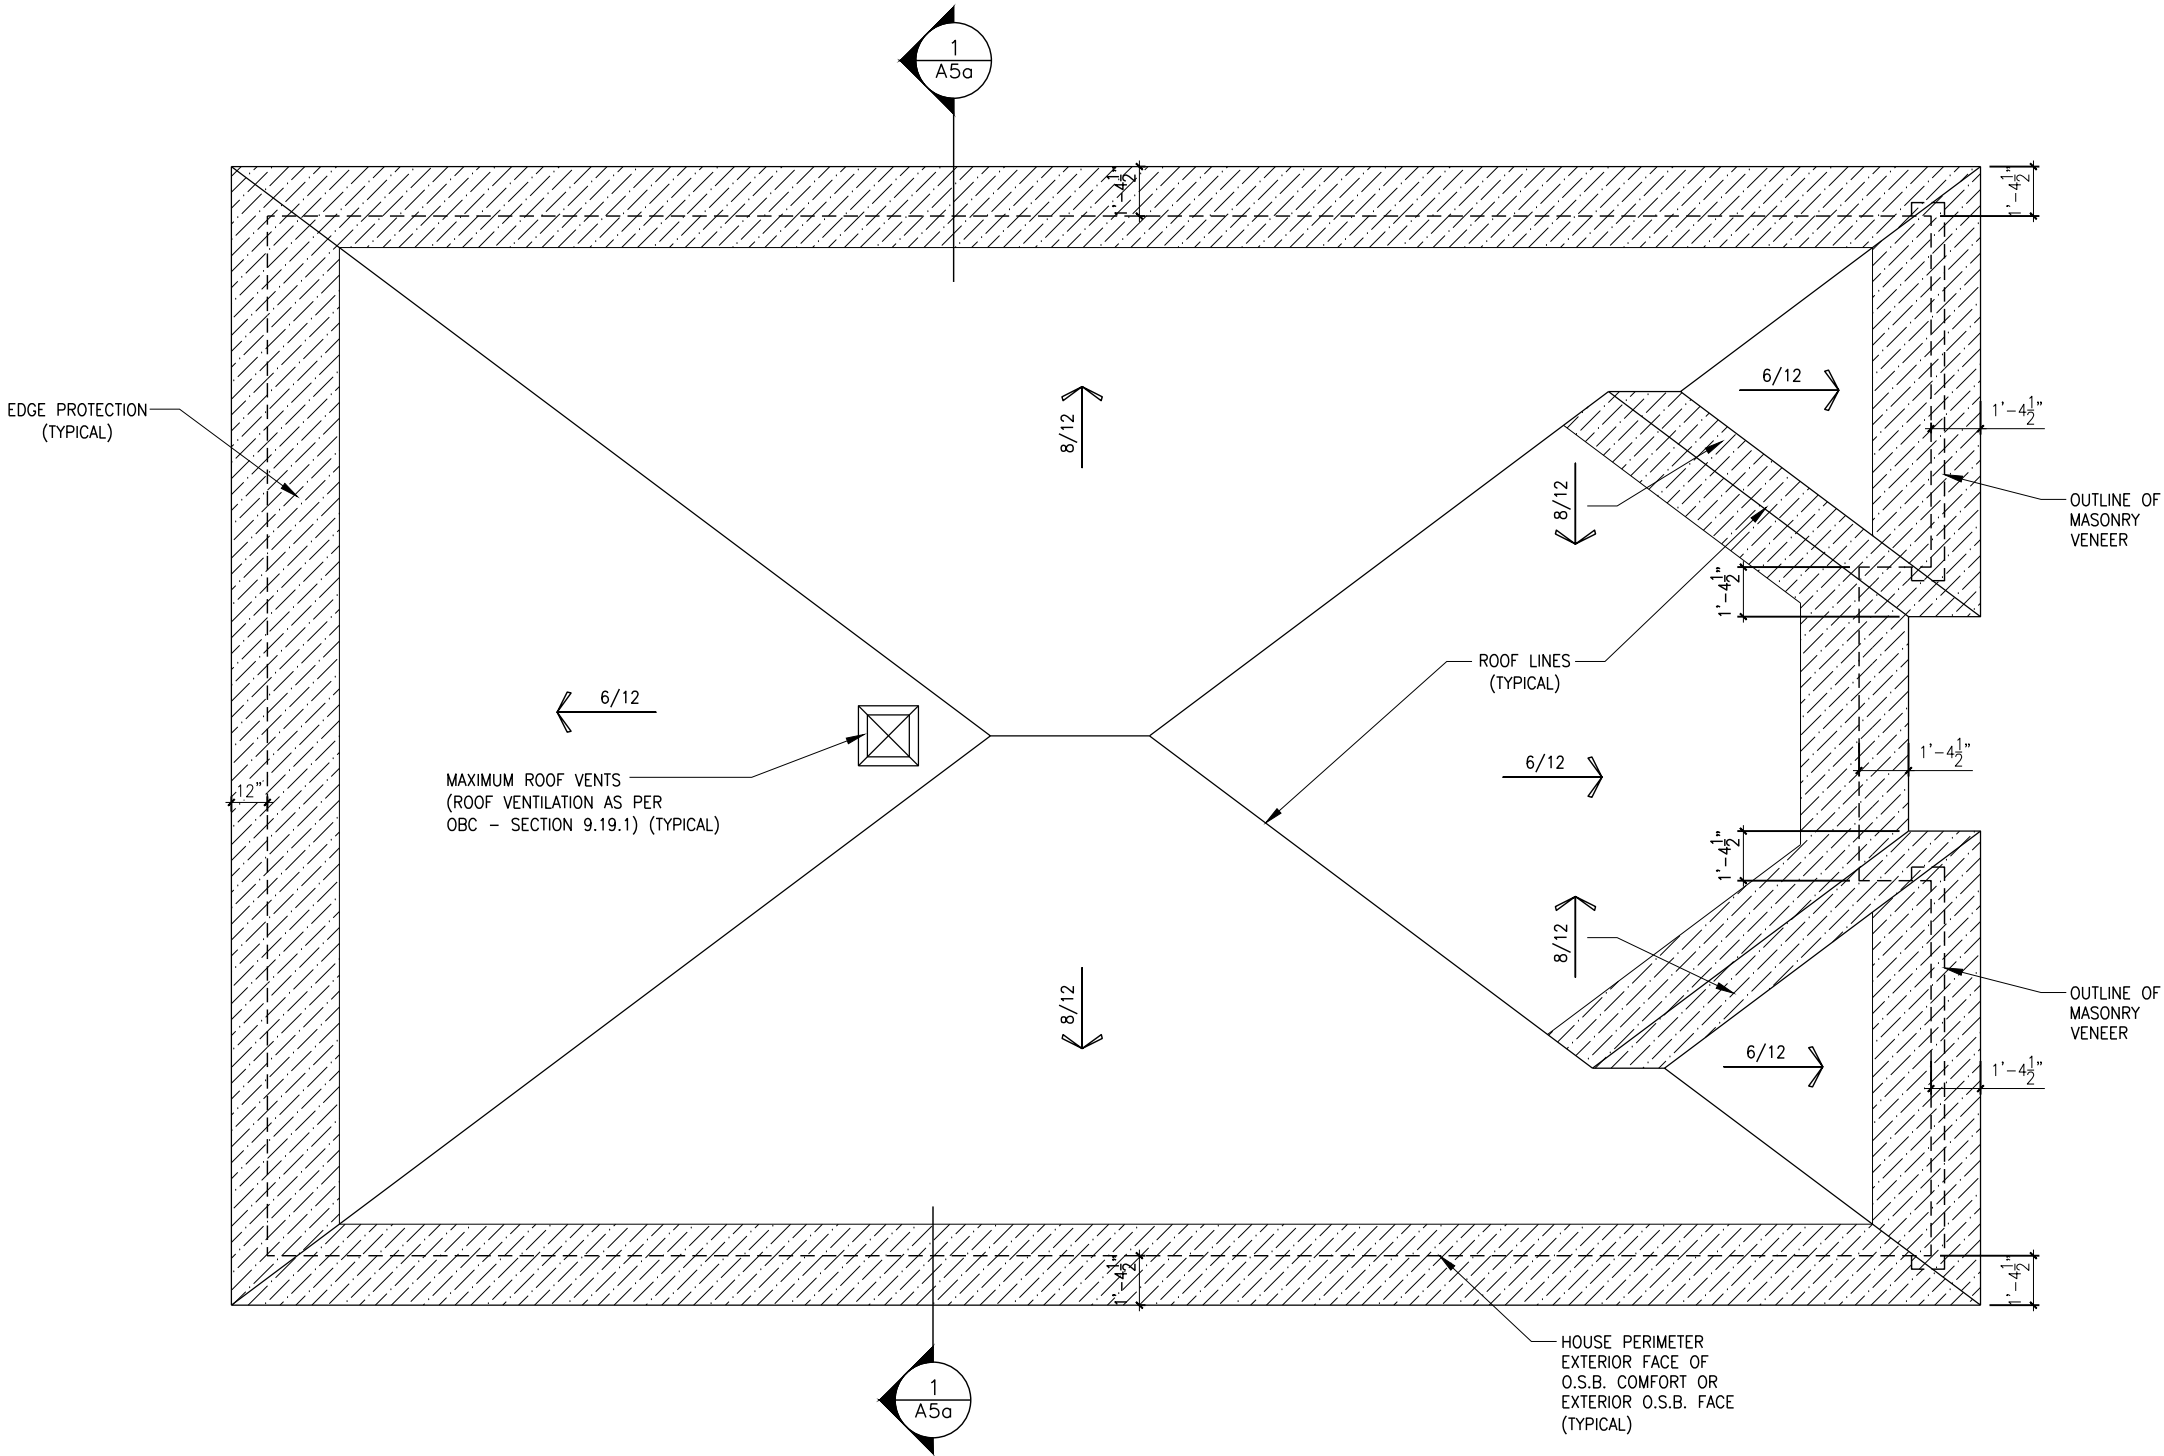 1
A5a
1'-4½"
1'-4½"
6/12
8/12
EDGE PROTECTION
(TYPICAL)
1'-4½"
8/12
OUTLINE OF
MASONRY
VENEER
1'-4½"
ROOF LINES
(TYPICAL)
6/12
1'-4½"
6/12
MAXIMUM ROOF VENTS
(ROOF VENTILATION AS PER
OBC - SECTION 9.19.1) (TYPICAL)
12"
1'-4½"
8/12
8/12
OUTLINE OF
MASONRY
VENEER
6/12
1'-4½"
1'-4½"
1'-4½"
HOUSE PERIMETER
EXTERIOR FACE OF
O.S.B. COMFORT OR
EXTERIOR O.S.B. FACE
(TYPICAL)
1
A5a